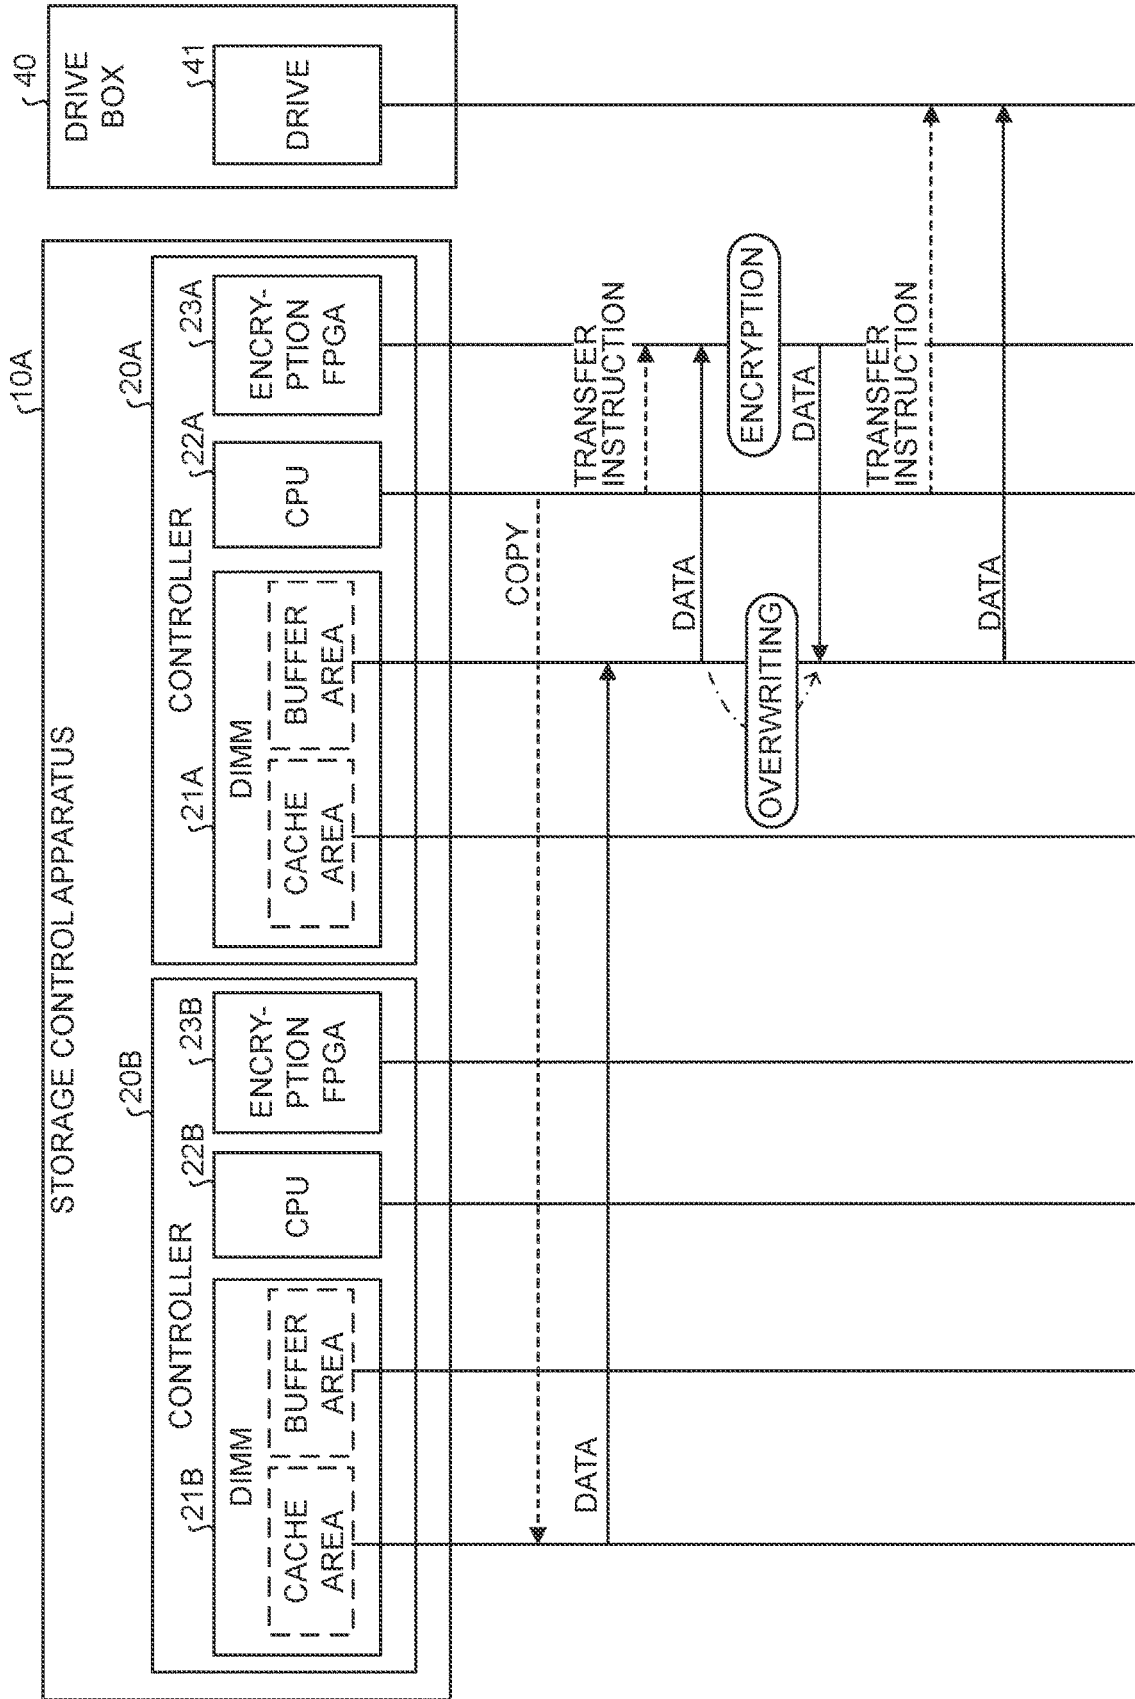 STORAGE CONTROL APPARATUS
10A
20B
CONTROLLER
21B
DIMM
CACHE
AREA
BUFFER
AREA
22B
CPU
23B
ENCRY-
PTION
FPGA
20A
CONTROLLER
21A
DIMM
CACHE
AREA
BUFFER
AREA
22A
CPU
23A
ENCRY-
PTION
FPGA
40
DRIVE
BOX
41
DRIVE
COPY
DATA
TRANSFER
INSTRUCTION
DATA
OVERWRITING
ENCRYPTION
DATA
TRANSFER
INSTRUCTION
DATA